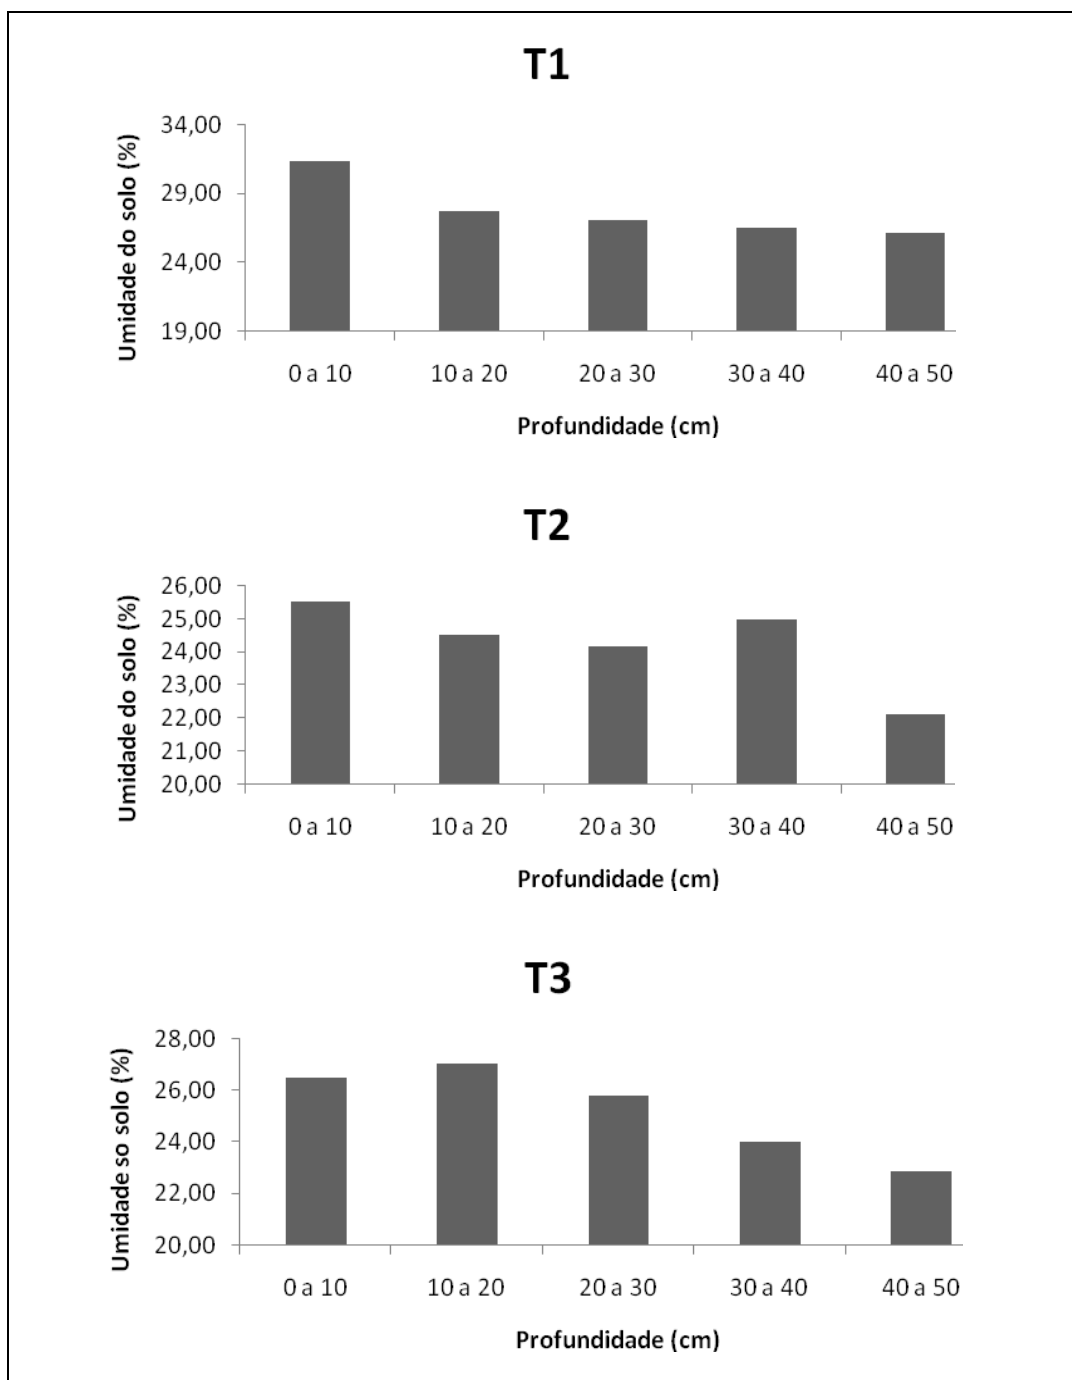 T1
Umidade do solo (%)
34,00
29,00
24,00
19,00
0 a 10 10 a 20 20 a 30 30 a 40 40 a 50
Profundidade (cm)
T2
Umidade do solo (%)
26,00
25,00
24,00
23,00
22,00
21,00
20,00
0 a 10 10 a 20 20 a 30 30 a 40 40 a 50
Profundidade (cm)
T3
Umidade so solo (%)
28,00
26,00
24,00
22,00
20,00
0 a 10 10 a 20 20 a 30 30 a 40 40 a 50
Profundidade (cm)